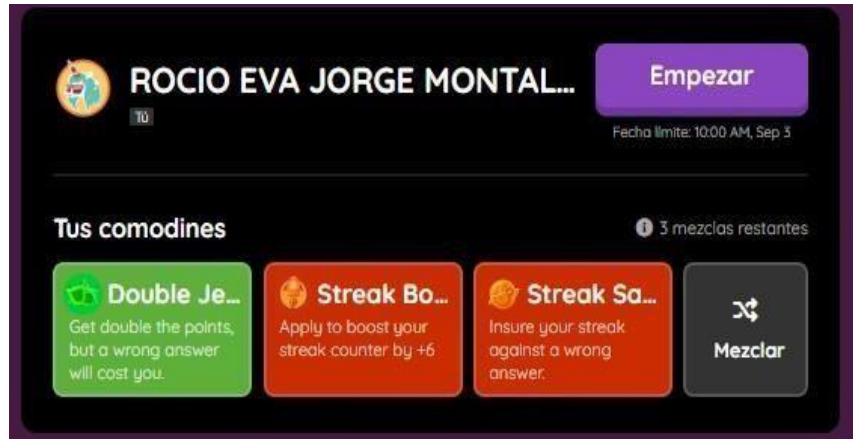 ROCIO EVA JORGE MONTAL...
Tú
Empezar
Fecha límite: 10:00 AM, Sep 3
Tus comodines
3 mezclas restantes
Double Je...
Get double the points,
but a wrong answer
will cost you.
Streak Bo...
Apply to boost your
streak counter by +6
Streak Sa...
Insure your streak
against a wrong
answer.
Mezclar